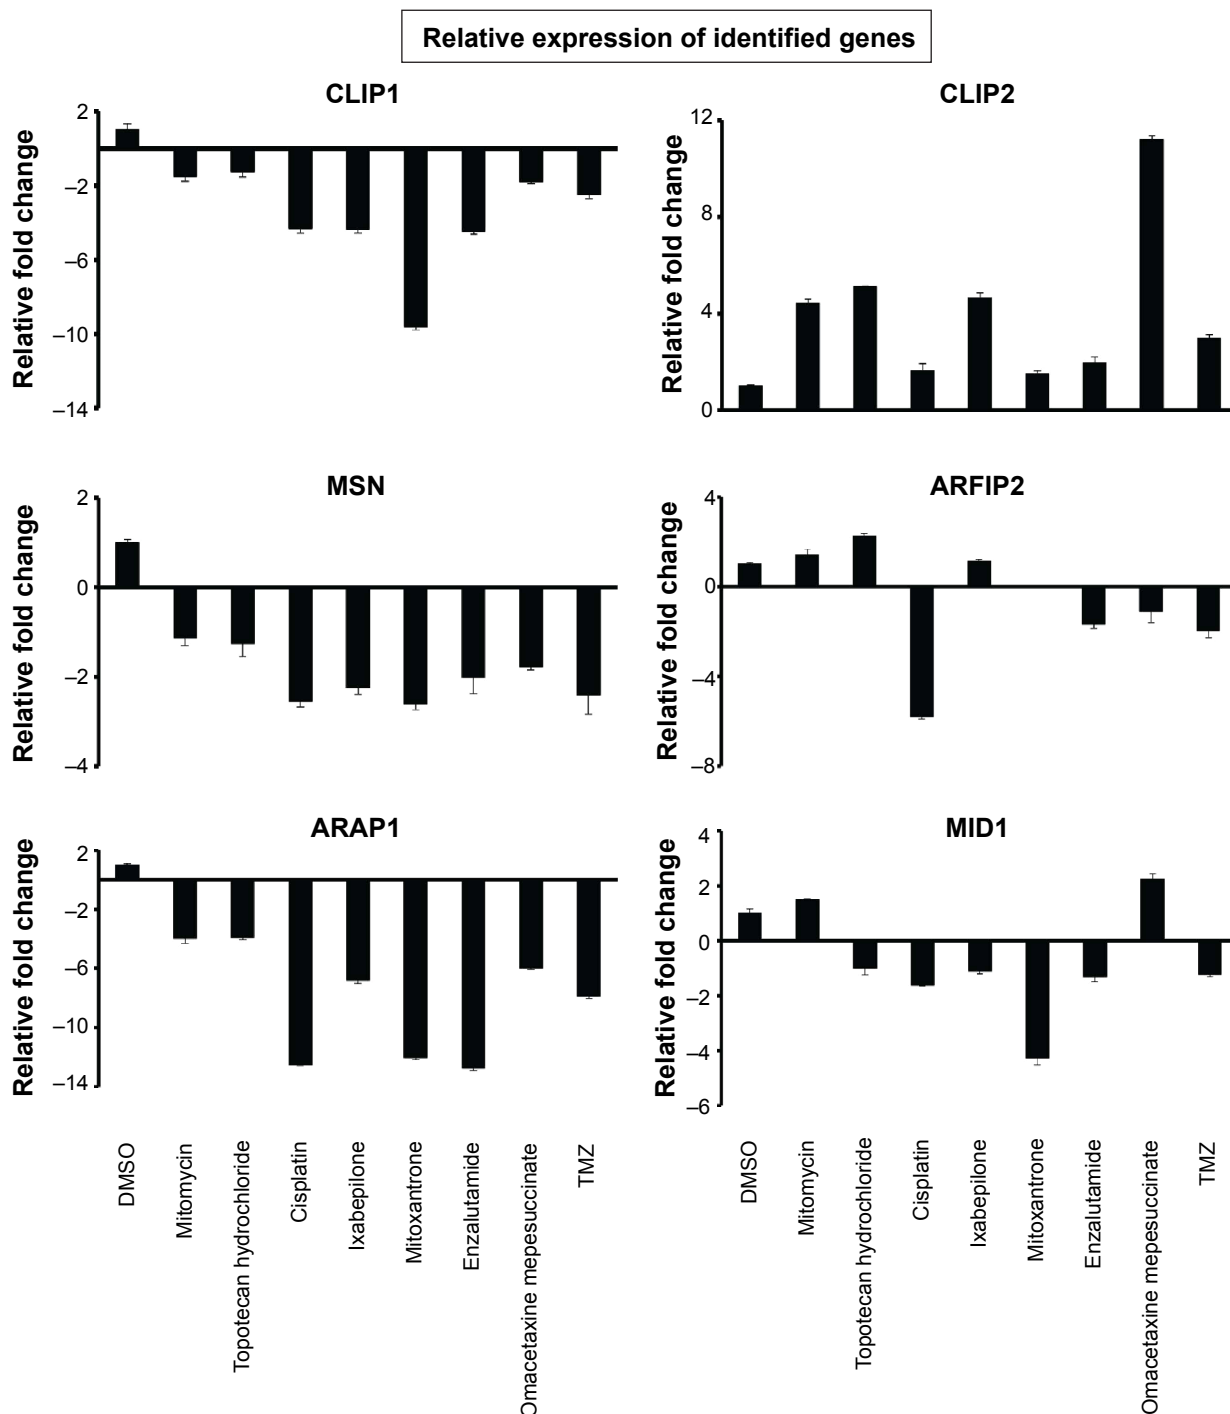 Relative expression of identified genes
CLIP1
Relative fold change
2
–2
–6
–10
–14
CLIP2
Relative fold change
12
8
4
0
MSN
Relative fold change
2
0
–2
–4
ARFIP2
Relative fold change
4
0
–4
–8
ARAP1
Relative fold change
2
–2
–6
–10
–14
MID1
Relative fold change
4
2
0
–2
–4
–6
DMSO
Mitomycin
Topotecan hydrochloride
Cisplatin
Ixabepilone
Mitoxantrone
Enzalutamide
Omacetaxine mepesuccinate
TMZ
DMSO
Mitomycin
Topotecan hydrochloride
Cisplatin
Ixabepilone
Mitoxantrone
Enzalutamide
Omacetaxine mepesuccinate
TMZ